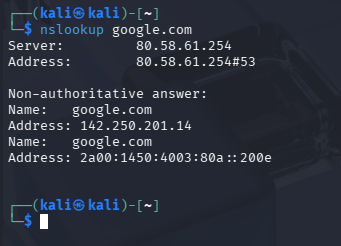 ┌──(kali㉿kali)-[~]
└─$ nslookup google.com
Server:         80.58.61.254
Address:        80.58.61.254#53

Non-authoritative answer:
Name:   google.com
Address: 142.250.201.14
Name:   google.com
Address: 2a00:1450:4003:80a::200e

┌──(kali㉿kali)-[~]
└─$